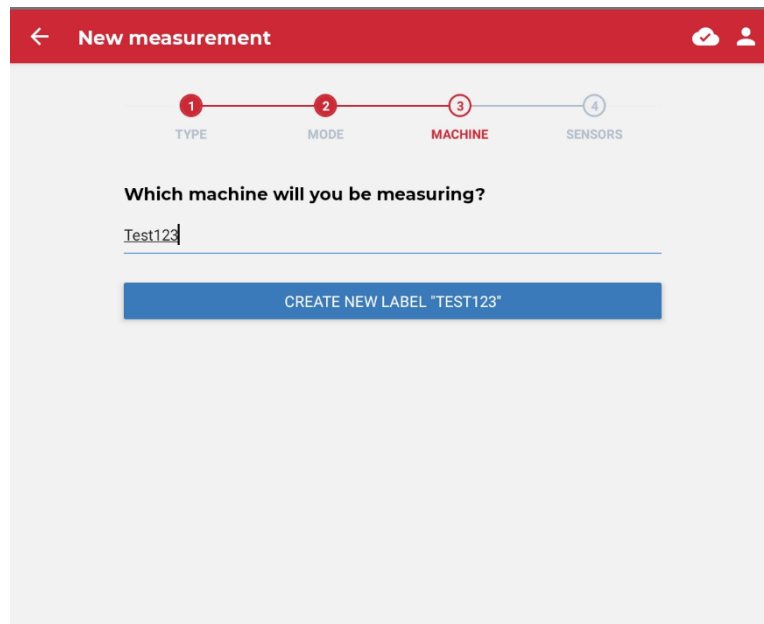 New measurement
1 2 3 4
TYPE MODE MACHINE SENSORS
Which machine will you be measuring?
Test123
CREATE NEW LABEL "TEST123"